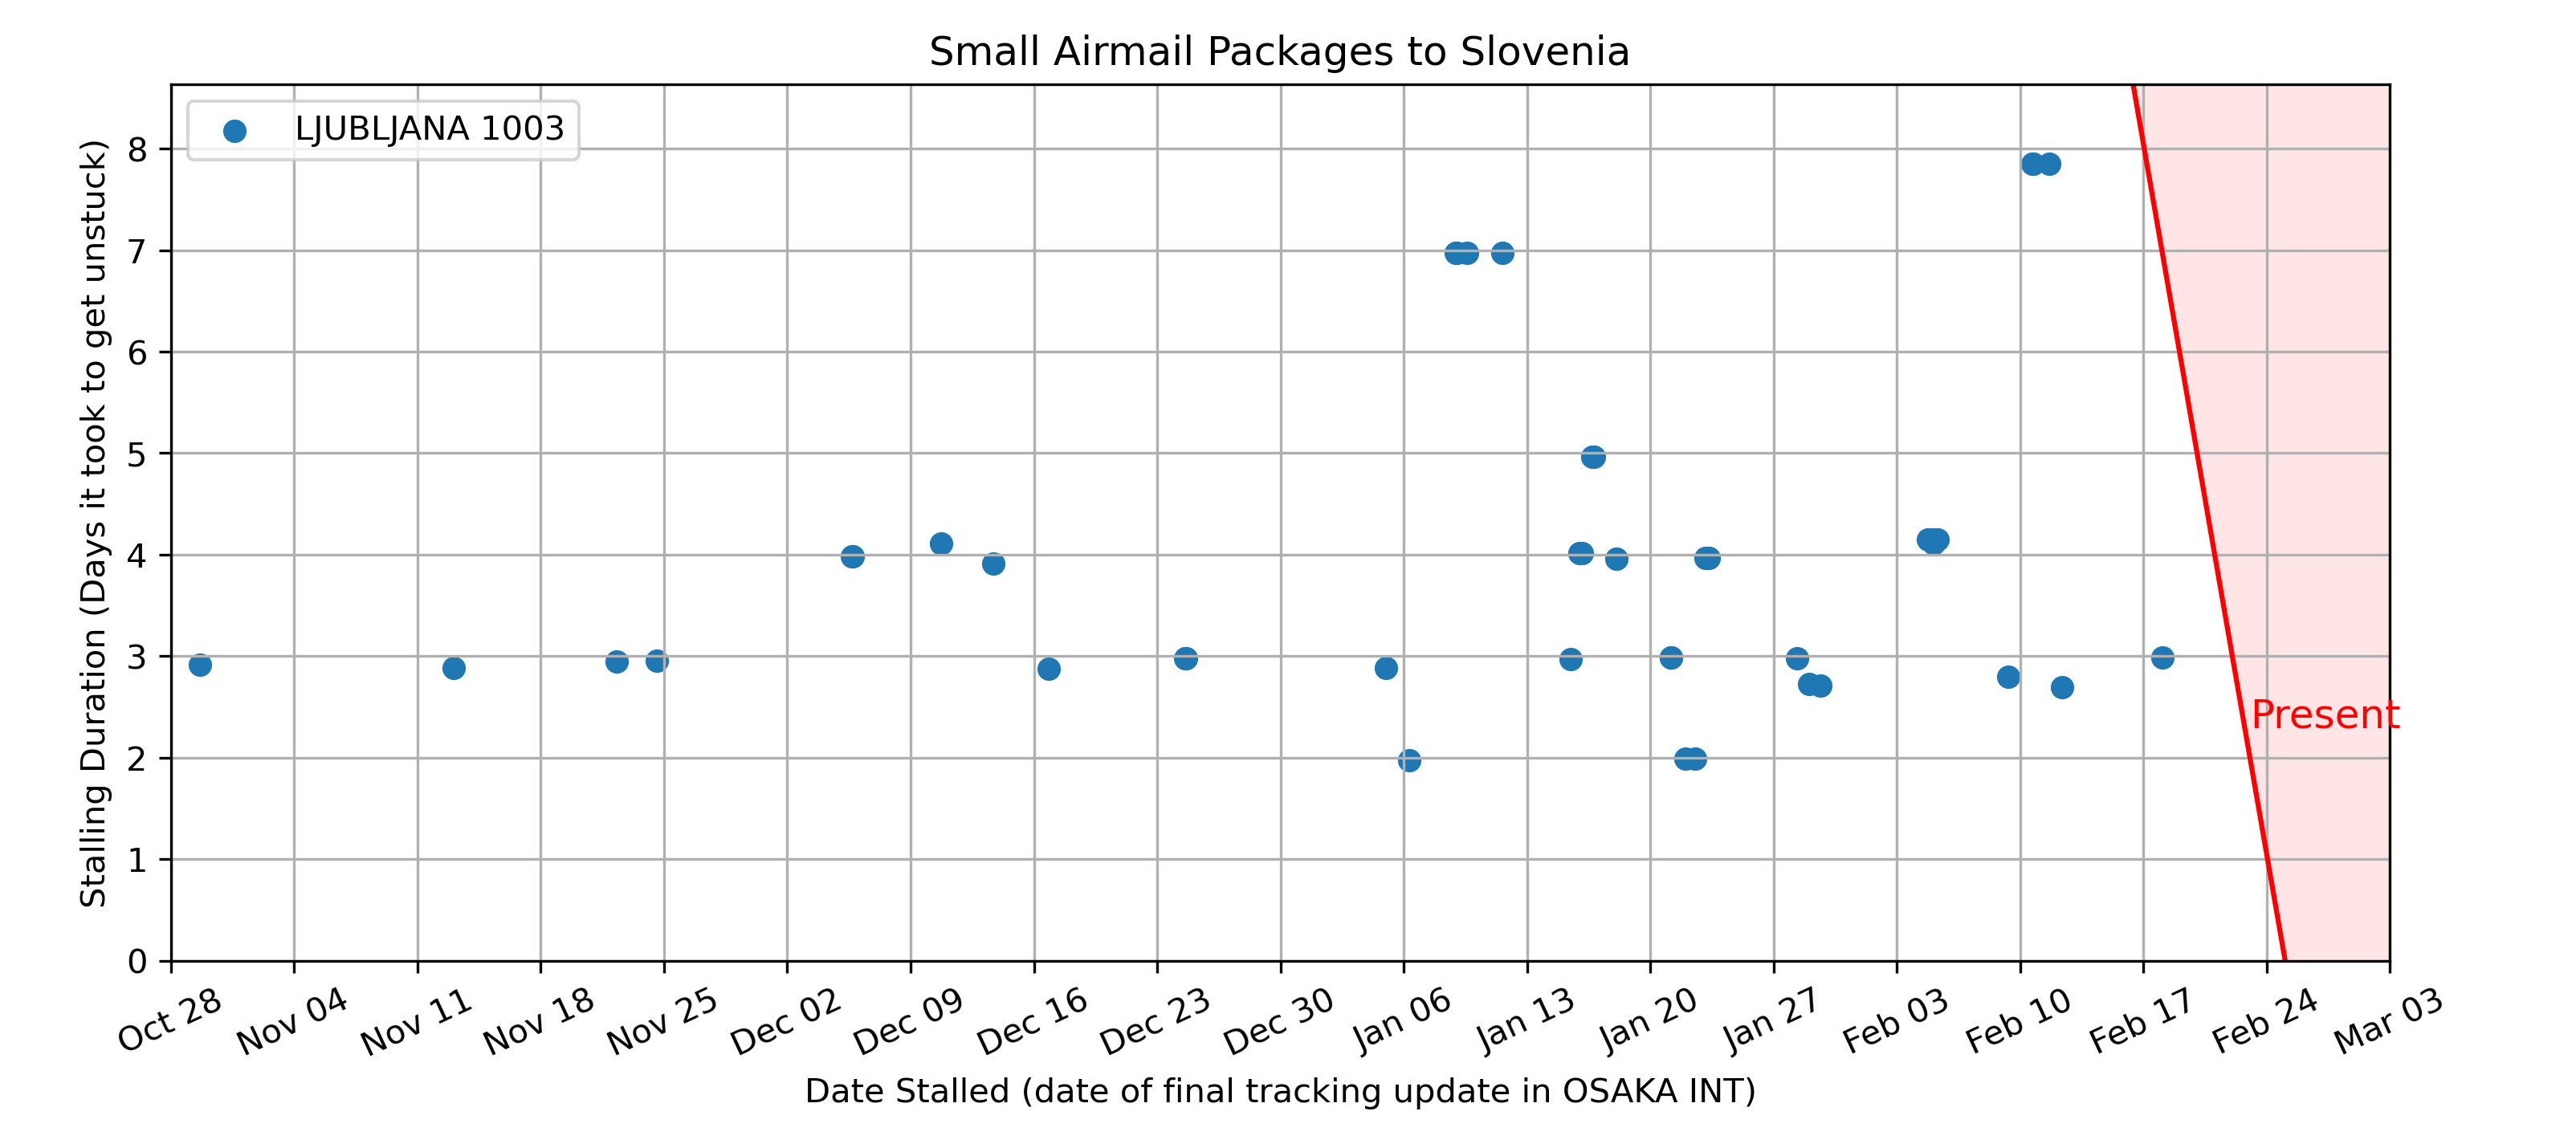 Small Airmail Packages to Slovenia
LJUBLJANA 1003
Stalling Duration (Days it took to get unstuck)
8
7
6
5
4
3
2
1
0
Present
Oct 28
Nov 04
Nov 11
Nov 18
Nov 25
Dec 02
Dec 09
Dec 16
Dec 23
Dec 30
Jan 06
Jan 13
Jan 20
Jan 27
Feb 03
Feb 10
Feb 17
Feb 24
Mar 03
Date Stalled (date of final tracking update in OSAKA INT)